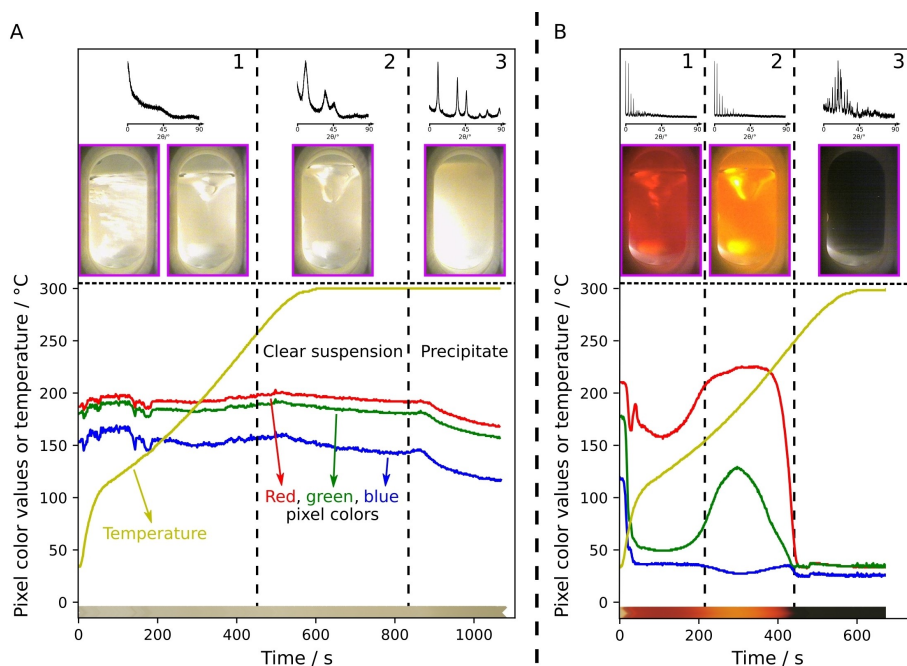 A
1
2
3
0 45 90
2θ/°
0 45 90
2θ/°
0 45 90
2θ/°
Pixel color values or temperature / °C
300
250
200
150
100
50
0
Clear suspension
Precipitate
Red, green, blue
pixel colors
Temperature
0 200 400 600 800 1000
Time / s
B
1
2
3
0 45 90
2θ/°
0 45 90
2θ/°
0 45 90
2θ/°
Pixel color values or temperature / °C
300
250
200
150
100
50
0
0 200 400 600
Time / s